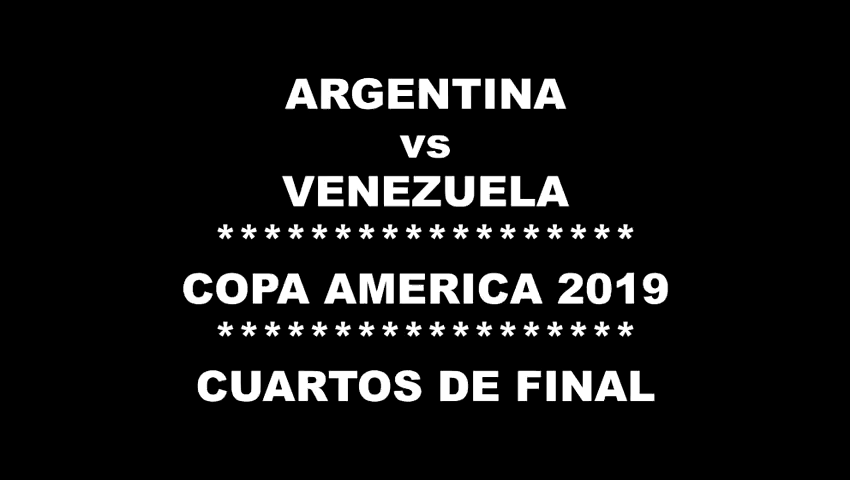 ARGENTINA
vs
VENEZUELA
******************
COPA AMERICA 2019
******************
CUARTOS DE FINAL